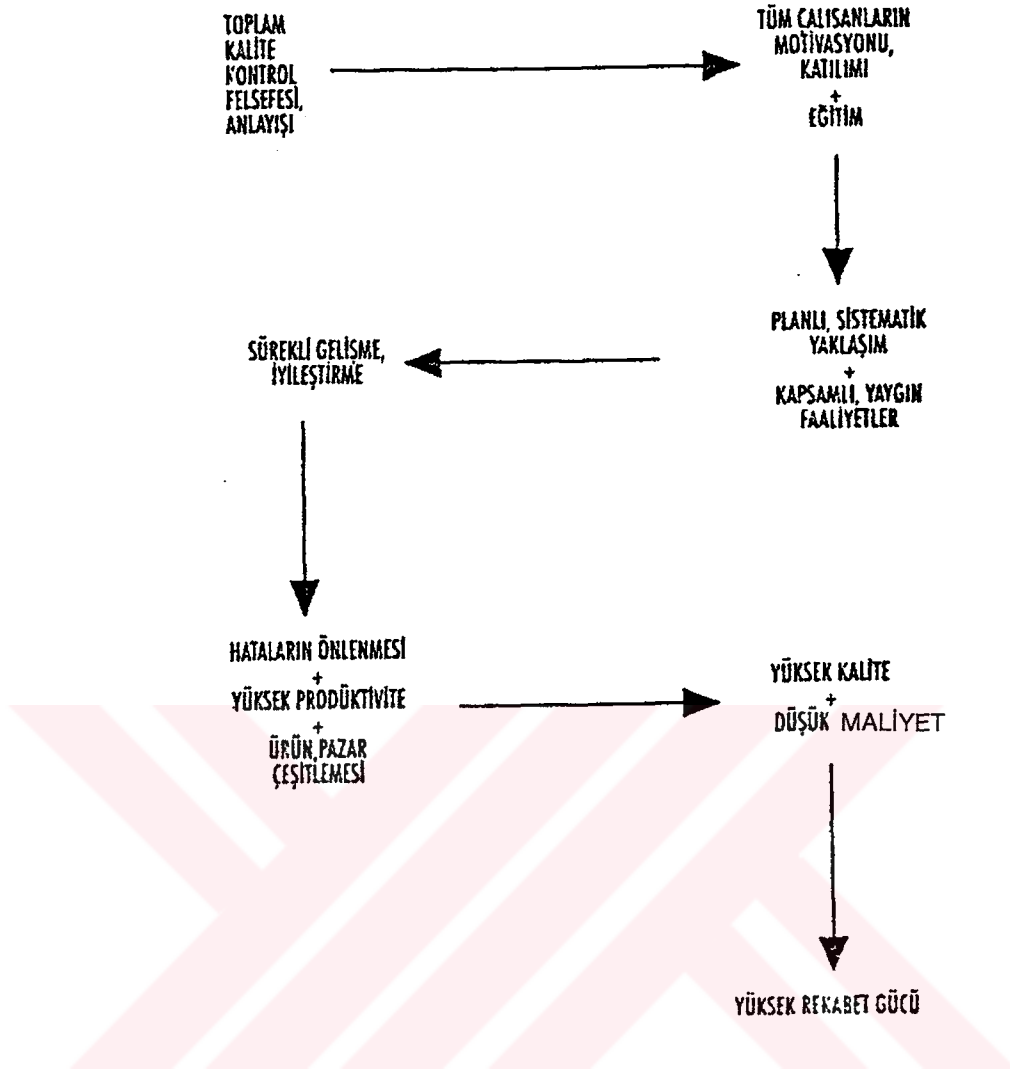 TOPLAM
KALİTE
KONTROL
FELSEFESİ,
ANLAYIŞI
TÜM ÇALISANLARIN
MOTİVASYONU,
KATILIMI
+
EĞİTİM
PLANLI, SİSTEMATİK
YAKLAŞIM
+
KAPSAMLI, YAYGIN
FAALİYETLER
SÜREKLİ GELİŞME,
İYİLEŞTİRME
HATALARIN ÖNLENMESİ
+
YÜKSEK PRODÜKTİVİTE
+
ÜRÜN,PAZAR
ÇEŞİTLEMESİ
YÜKSEK KALİTE
+
DÜŞÜK MALİYET
YÜKSEK REKABET GÜCÜ